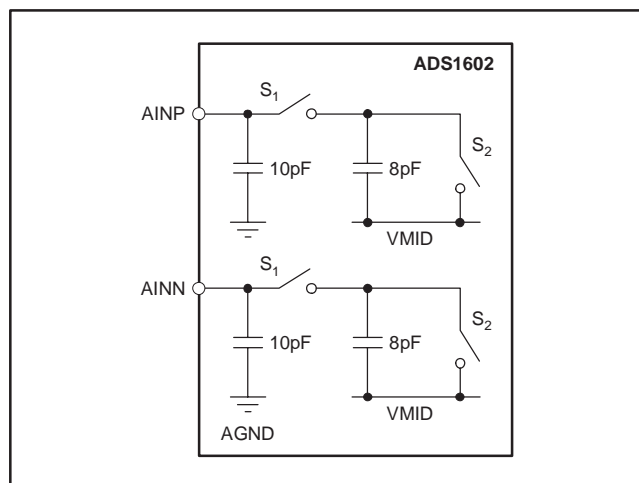 ADS1602
S1
AINP
S2
10pF
8pF
VMID
S1
AINN
S2
10pF
8pF
VMID
AGND